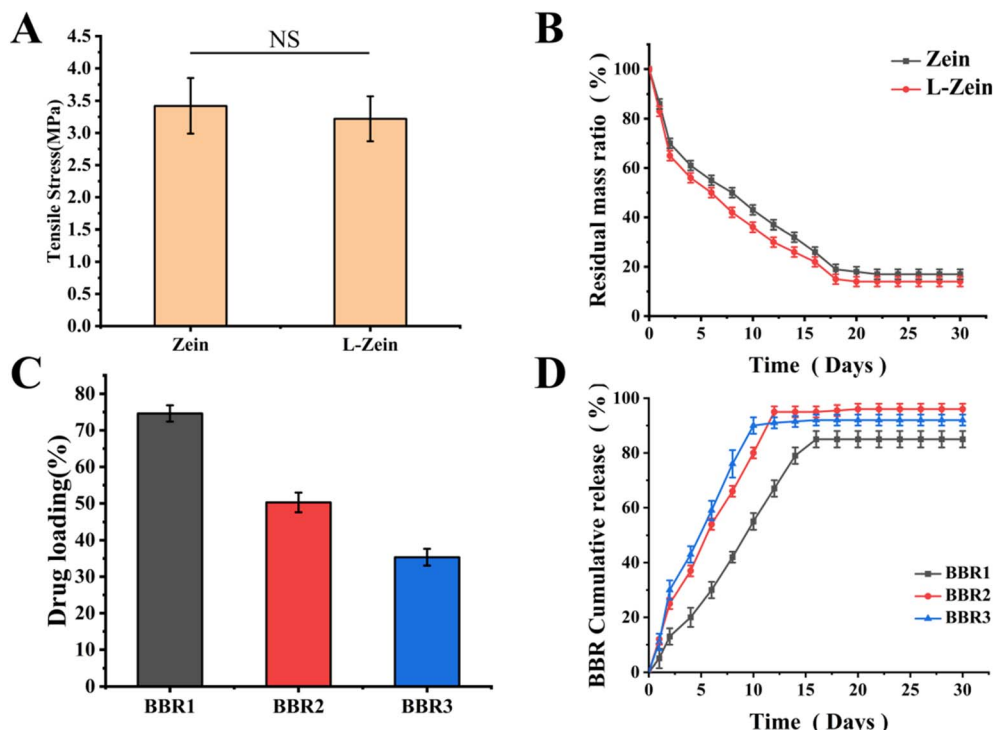 A
NS
Tensile Stress(MPa)
4.5
4.0
3.5
3.0
2.5
2.0
1.5
1.0
0.5
0.0
Zein
L-Zein
B
Residual mass ratio ( % )
100
80
60
40
20
0
Zein
L-Zein
0
5
10
15
20
25
30
Time ( Days )
C
Drug loading(%)
80
70
60
50
40
30
20
10
0
BBR1
BBR2
BBR3
D
BBR Cumulative release ( % )
100
80
60
40
20
0
BBR1
BBR2
BBR3
0
5
10
15
20
25
30
Time ( Days )